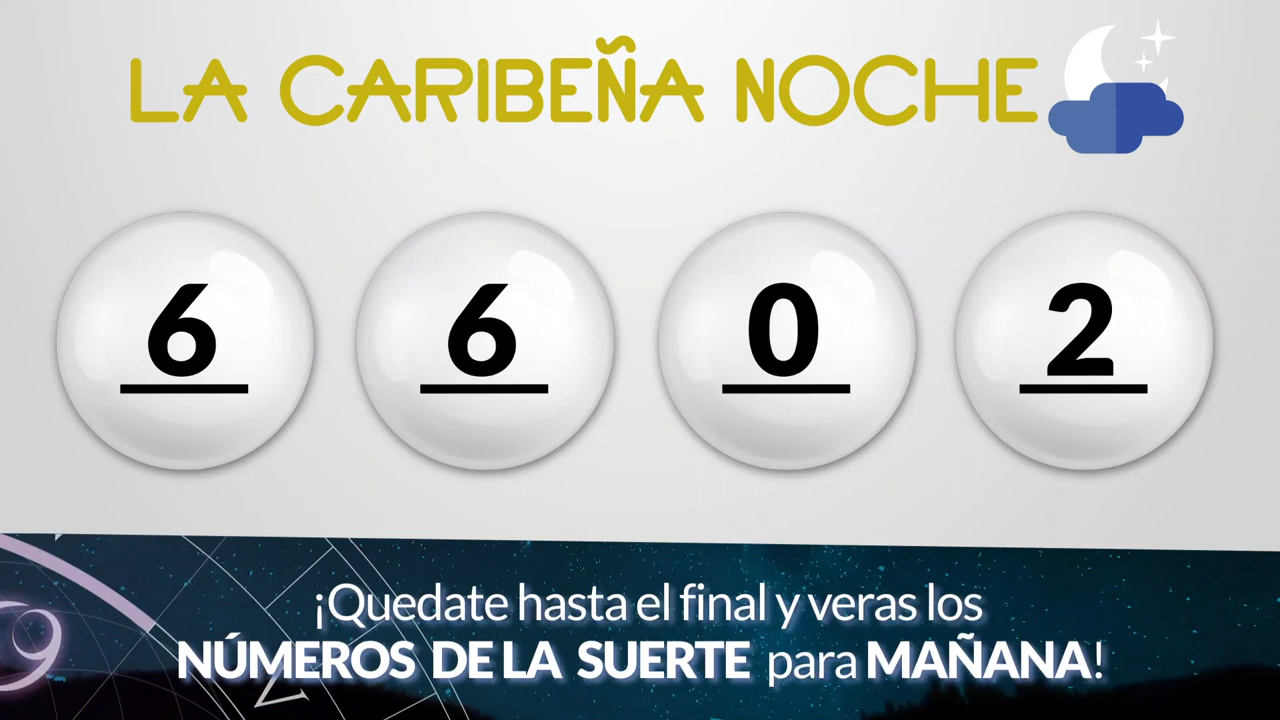 LA CARIBEÑA NOCHE
6 6 0 2
¡Quedate hasta el final y veras los
NÚMEROS DE LA SUERTE para MAÑANA!